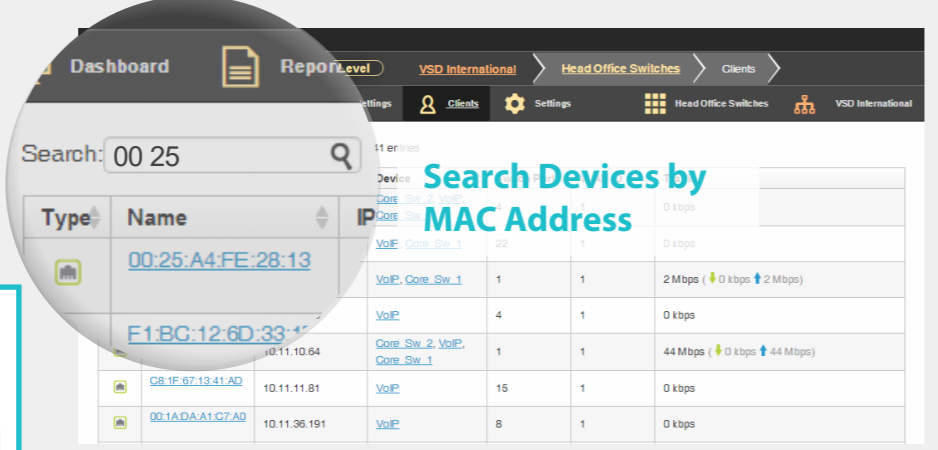 Dashboard
Level
VSD International
Head Office Switches
Clients
Clients
Settings
Head Office Switches
VSD International
Search: 00 25
41 entries
Search Devices by
MAC Address
Type
Name
IP
Device
Core_Sw_2, VoIP,
4 1 0 kbps
00:25:A4:FE:28:13
VoIP, Core_Sw_1 22 1 0 kbps
VoIP, Core_Sw_1 1 1 2 Mbps ( 0 kbps 2 Mbps)
VoIP 4 1 0 kbps
10.11.10.64 Core_Sw_2, VoIP, 1 1 44 Mbps ( 0 kbps 44 Mbps)
Core_Sw_1
C8:1F:67:13:41:AD 10.11.11.81 VoIP 15 1 0 kbps
00:1A:DA:A1:C7:A0 10.11.36.191 VoIP 8 1 0 kbps